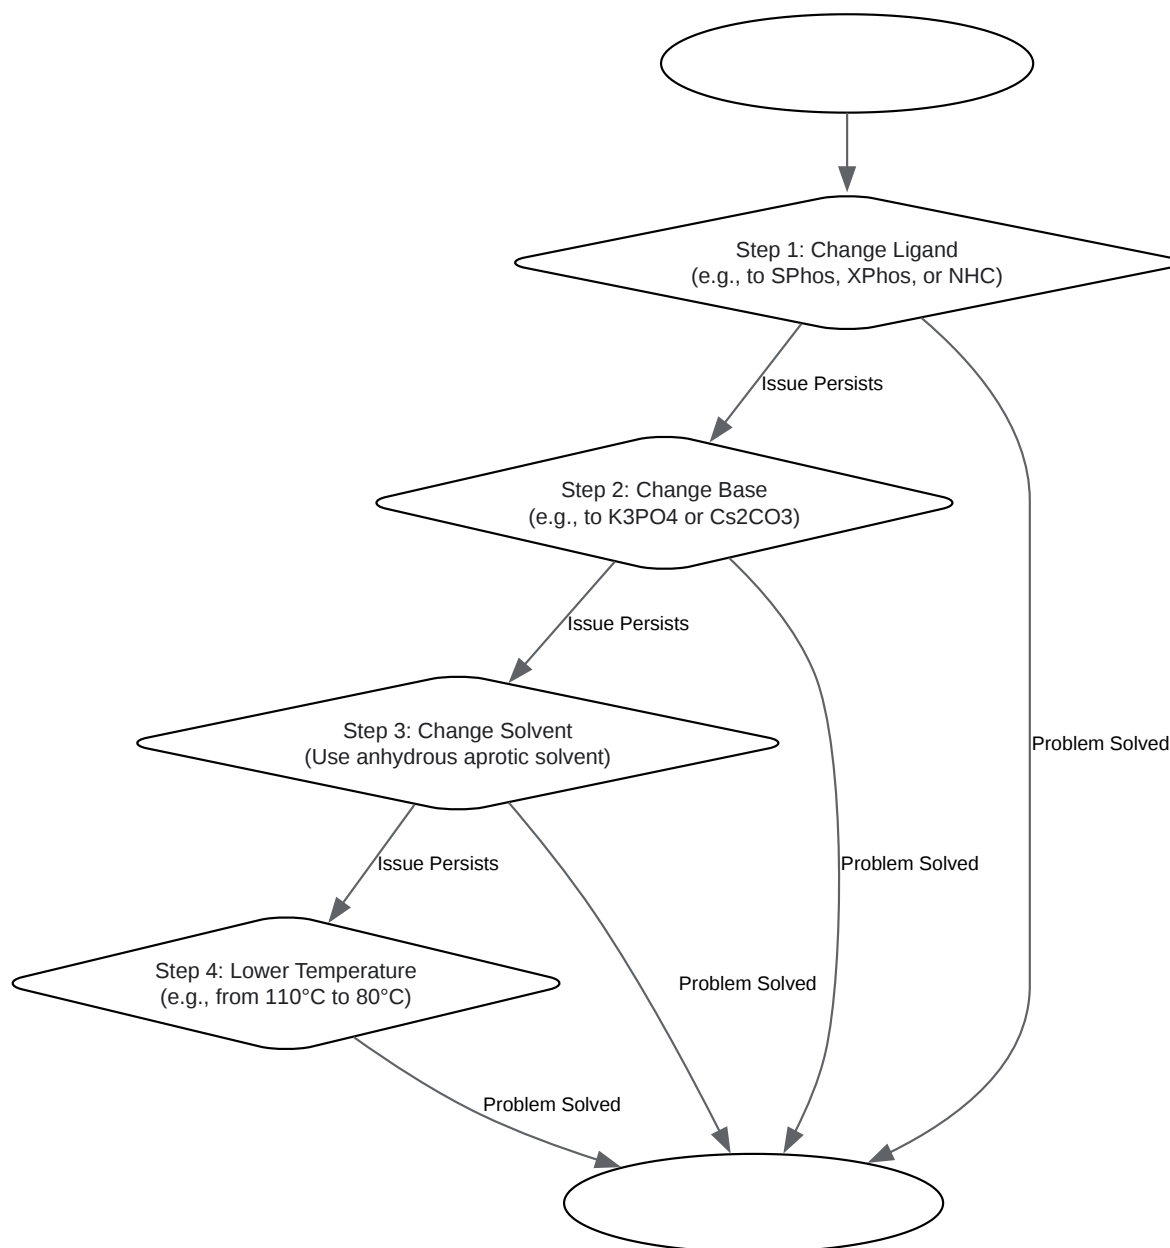 Step 1: Change Ligand
(e.g., to SPhos, XPhos, or NHC)
Issue Persists
Step 2: Change Base
(e.g., to K3PO4 or Cs2CO3)
Issue Persists
Step 3: Change Solvent
(Use anhydrous aprotic solvent)
Problem Solved
Issue Persists
Problem Solved
Step 4: Lower Temperature
(e.g., from 110°C to 80°C)
Problem Solved
Problem Solved